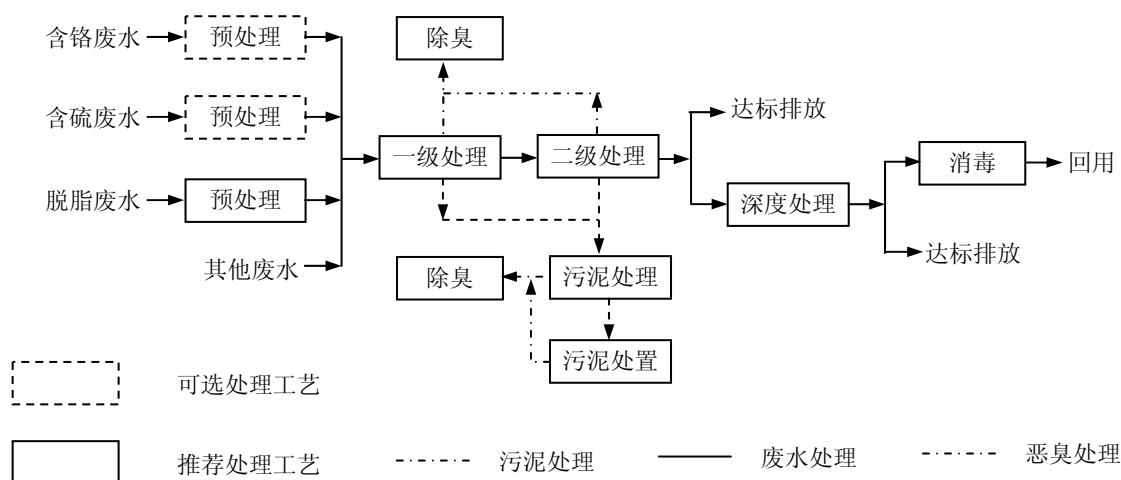 含铬废水
预处理
除臭
含硫废水
预处理
达标排放
一级处理
二级处理
消毒
回用
脱脂废水
预处理
深度处理
其他废水
达标排放
除臭
污泥处理
污泥处置
可选处理工艺
推荐处理工艺
污泥处理
废水处理
恶臭处理